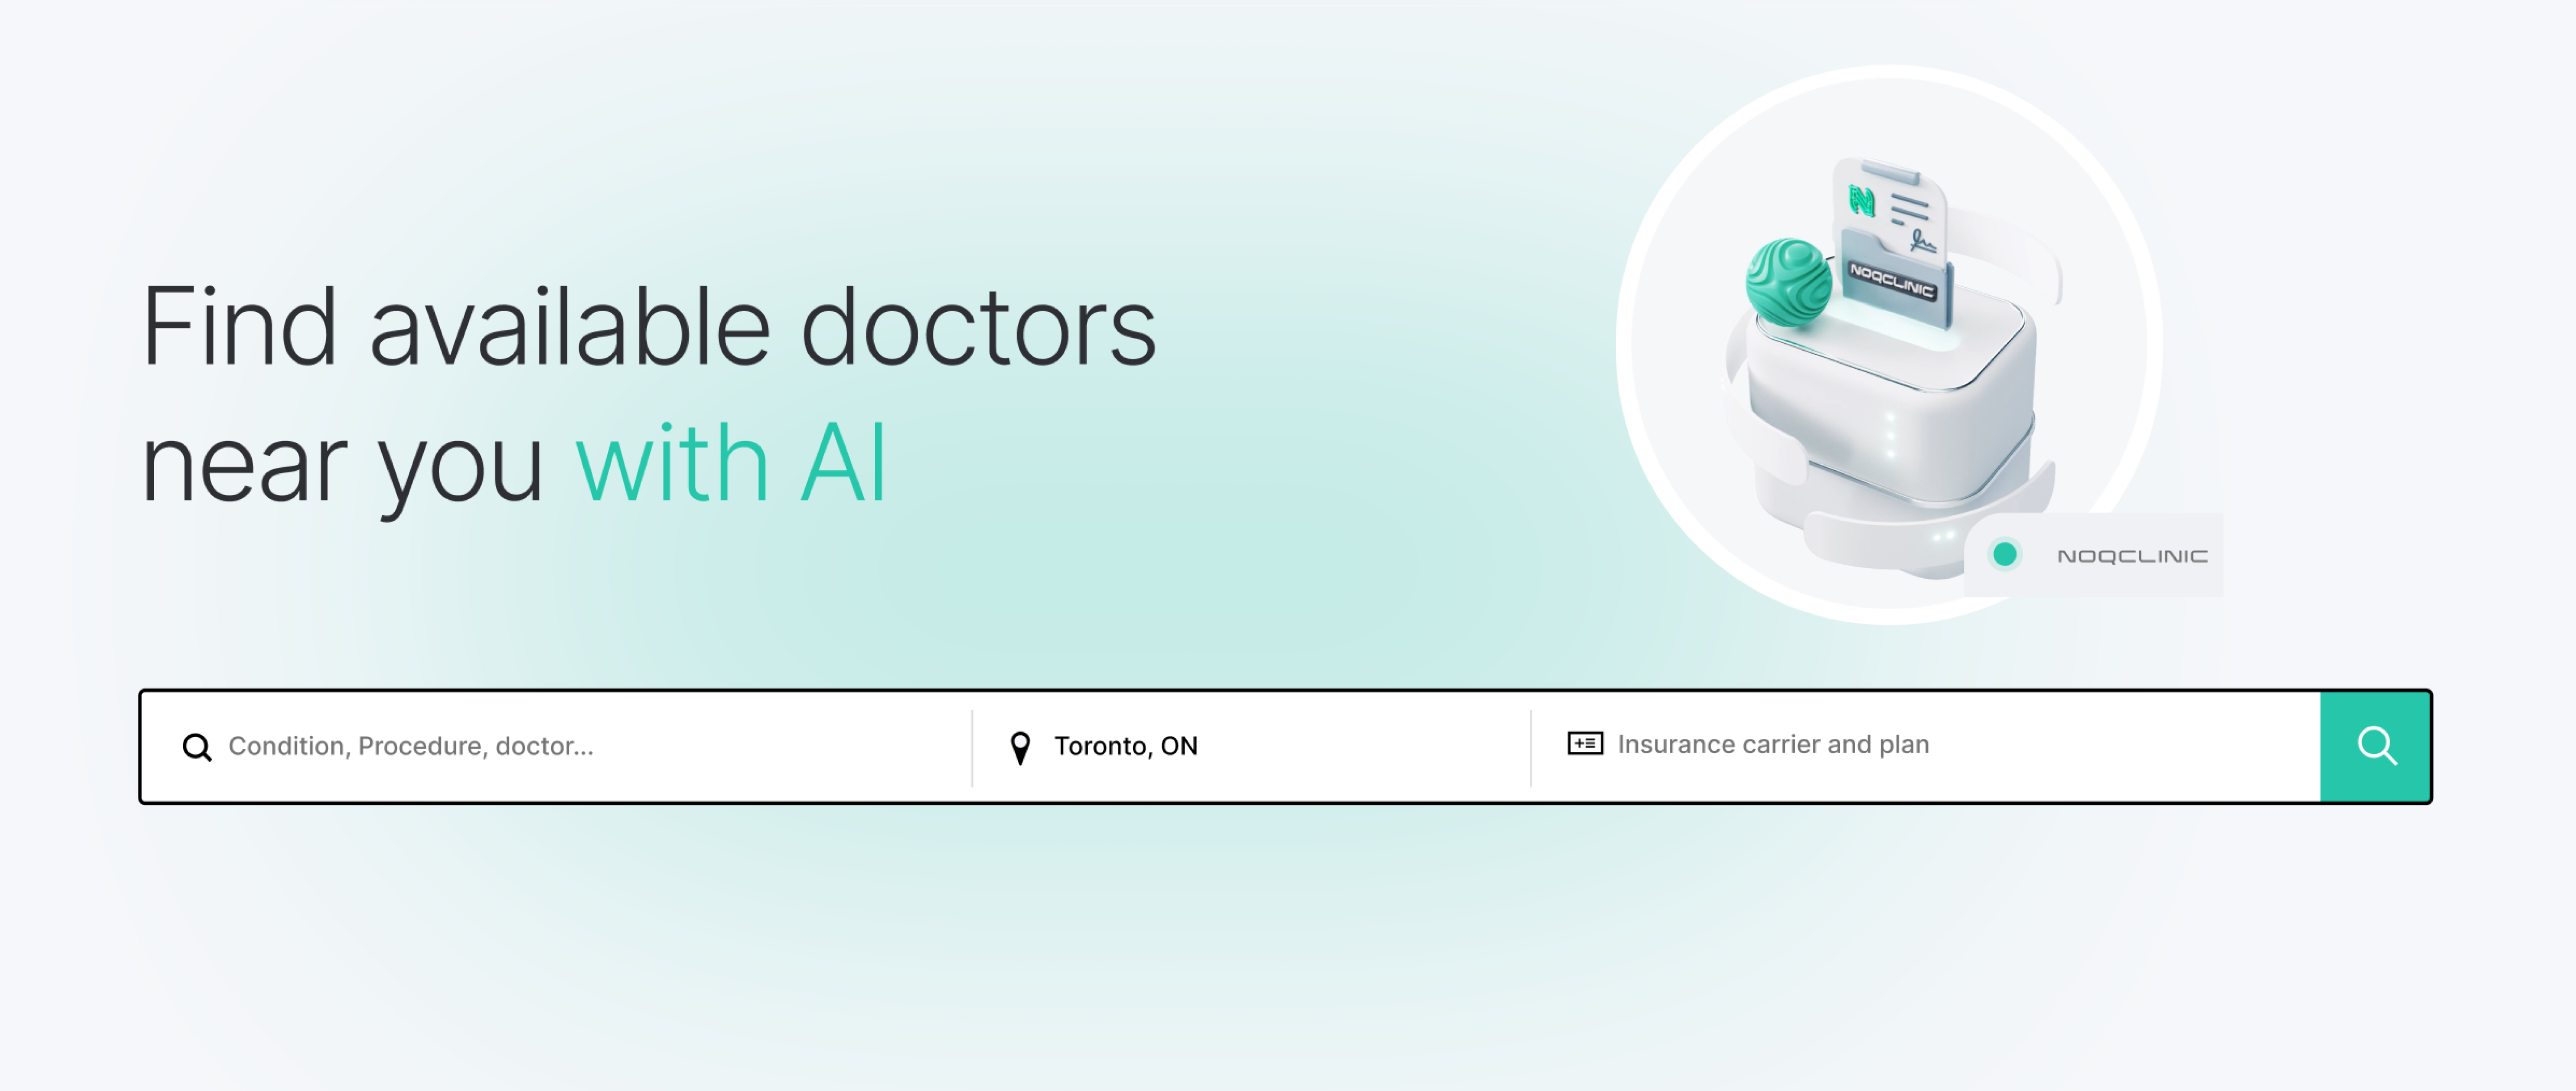 Find available doctors
near you with AI
N
NOQCLINIC
NOQCLINIC
Condition, Procedure, doctor...
Toronto, ON
Insurance carrier and plan